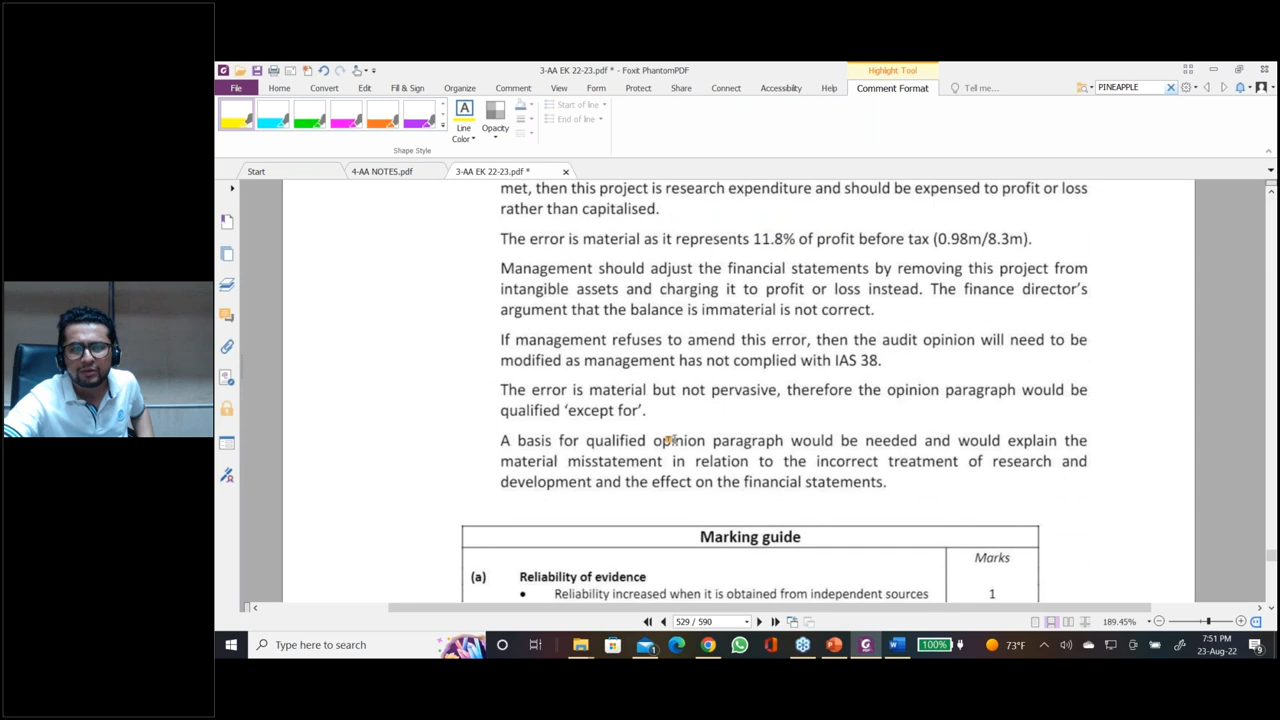 3-AA EK 22-23.pdf * - Foxit PhantomPDF
Highlight Tool
File Home Convert Edit Fill & Sign Organize Comment View Form Protect Share Connect Accessibility Help Comment Format Tell me... PINEAPPLE
Line Color
Opacity
Start of line
End of line
Shape Style
Start 4-AA NOTES.pdf 3-AA EK 22-23.pdf *
met, then this project is research expenditure and should be expensed to profit or loss
rather than capitalised.
The error is material as it represents 11.8% of profit before tax (0.98m/8.3m).
Management should adjust the financial statements by removing this project from
intangible assets and charging it to profit or loss instead. The finance director's
argument that the balance is immaterial is not correct.
If management refuses to amend this error, then the audit opinion will need to be
modified as management has not complied with IAS 38.
The error is material but not pervasive, therefore the opinion paragraph would be
qualified 'except for'.
A basis for qualified opinion paragraph would be needed and would explain the
material misstatement in relation to the incorrect treatment of research and
development and the effect on the financial statements.
Marking guide
Marks
(a) Reliability of evidence
• Reliability increased when it is obtained from independent sources 1
529 / 590
189.45%
Type here to search
100%
73°F
7:51 PM
23-Aug-22